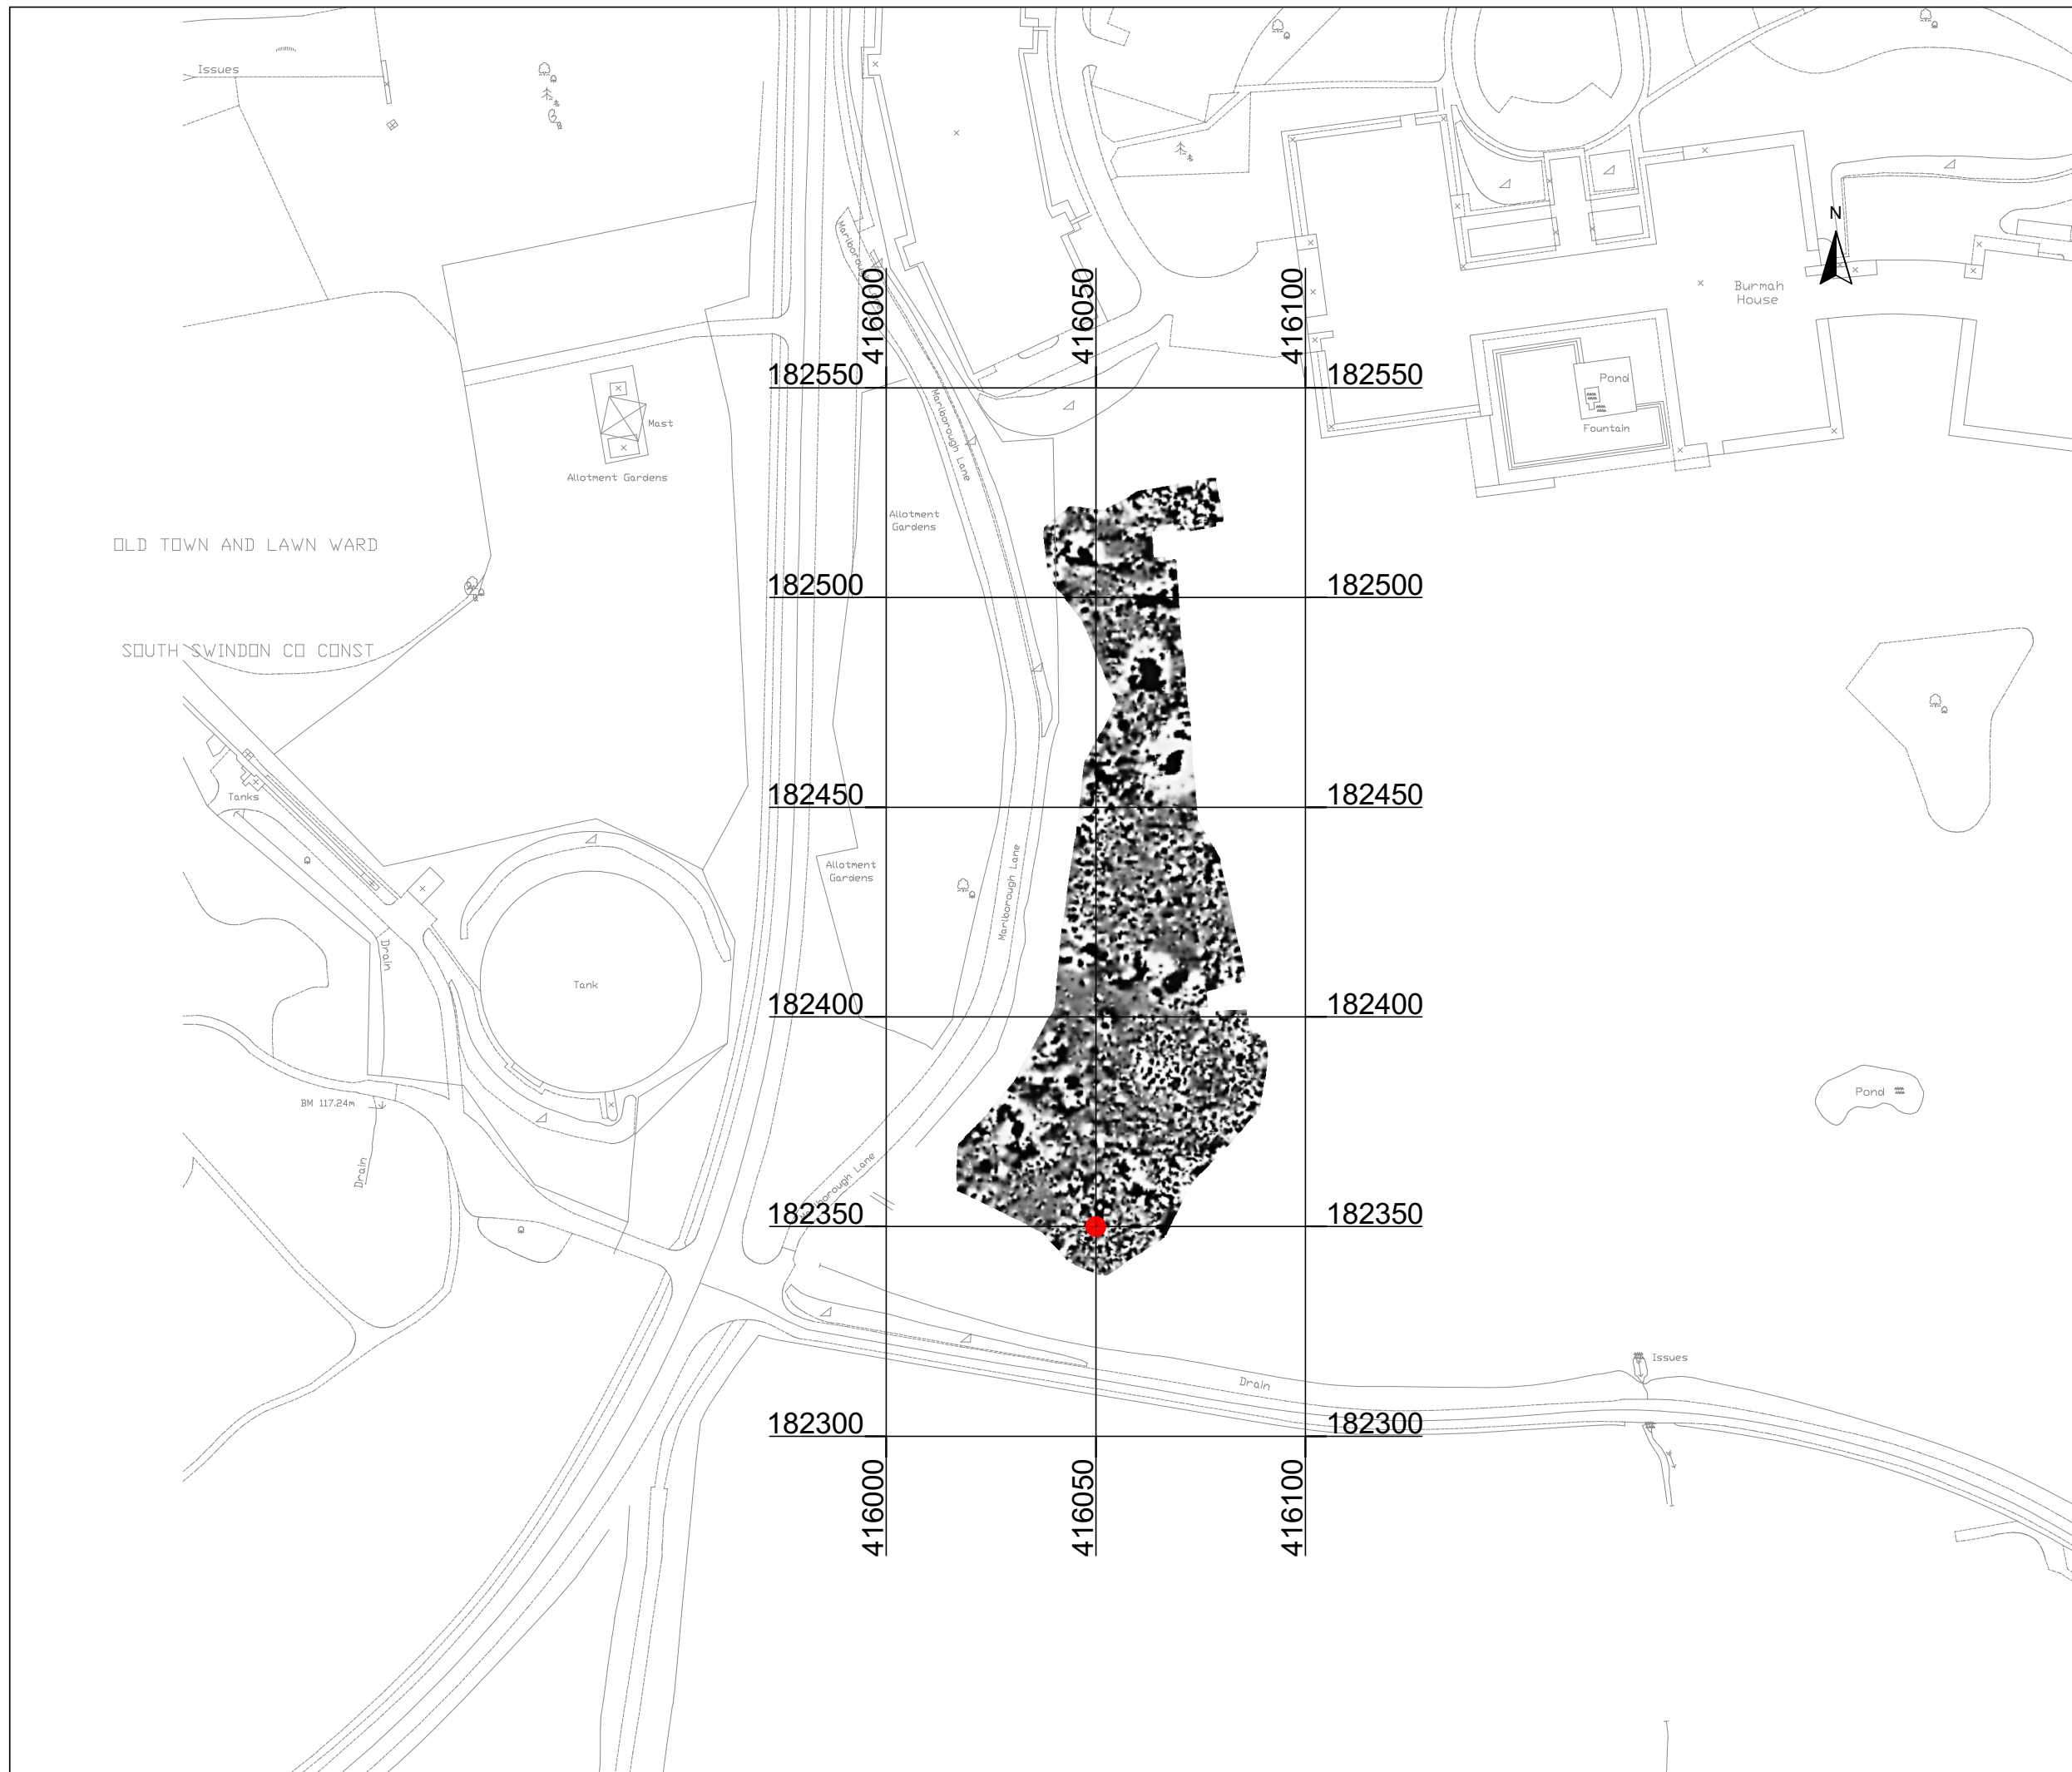 Issues
N
Marlborough Lane
416000
416050
416100
Burmah
House
182550
182550
Pond
Fountain
Mast
Marlborough Lane
Allotment Gardens
Allotment
Gardens
OLD TOWN AND LAWN WARD
182500
182500
SOUTH SWINDON CO CONST
Tanks
182450
182450
Allotment
Gardens
Marlborough Lane
Drain
Tank
182400
182400
Pond
BM 117.24m
Drain
Marlborough Lane
182350
182350
Issues
Drain
182300
182300
416000
416050
416100